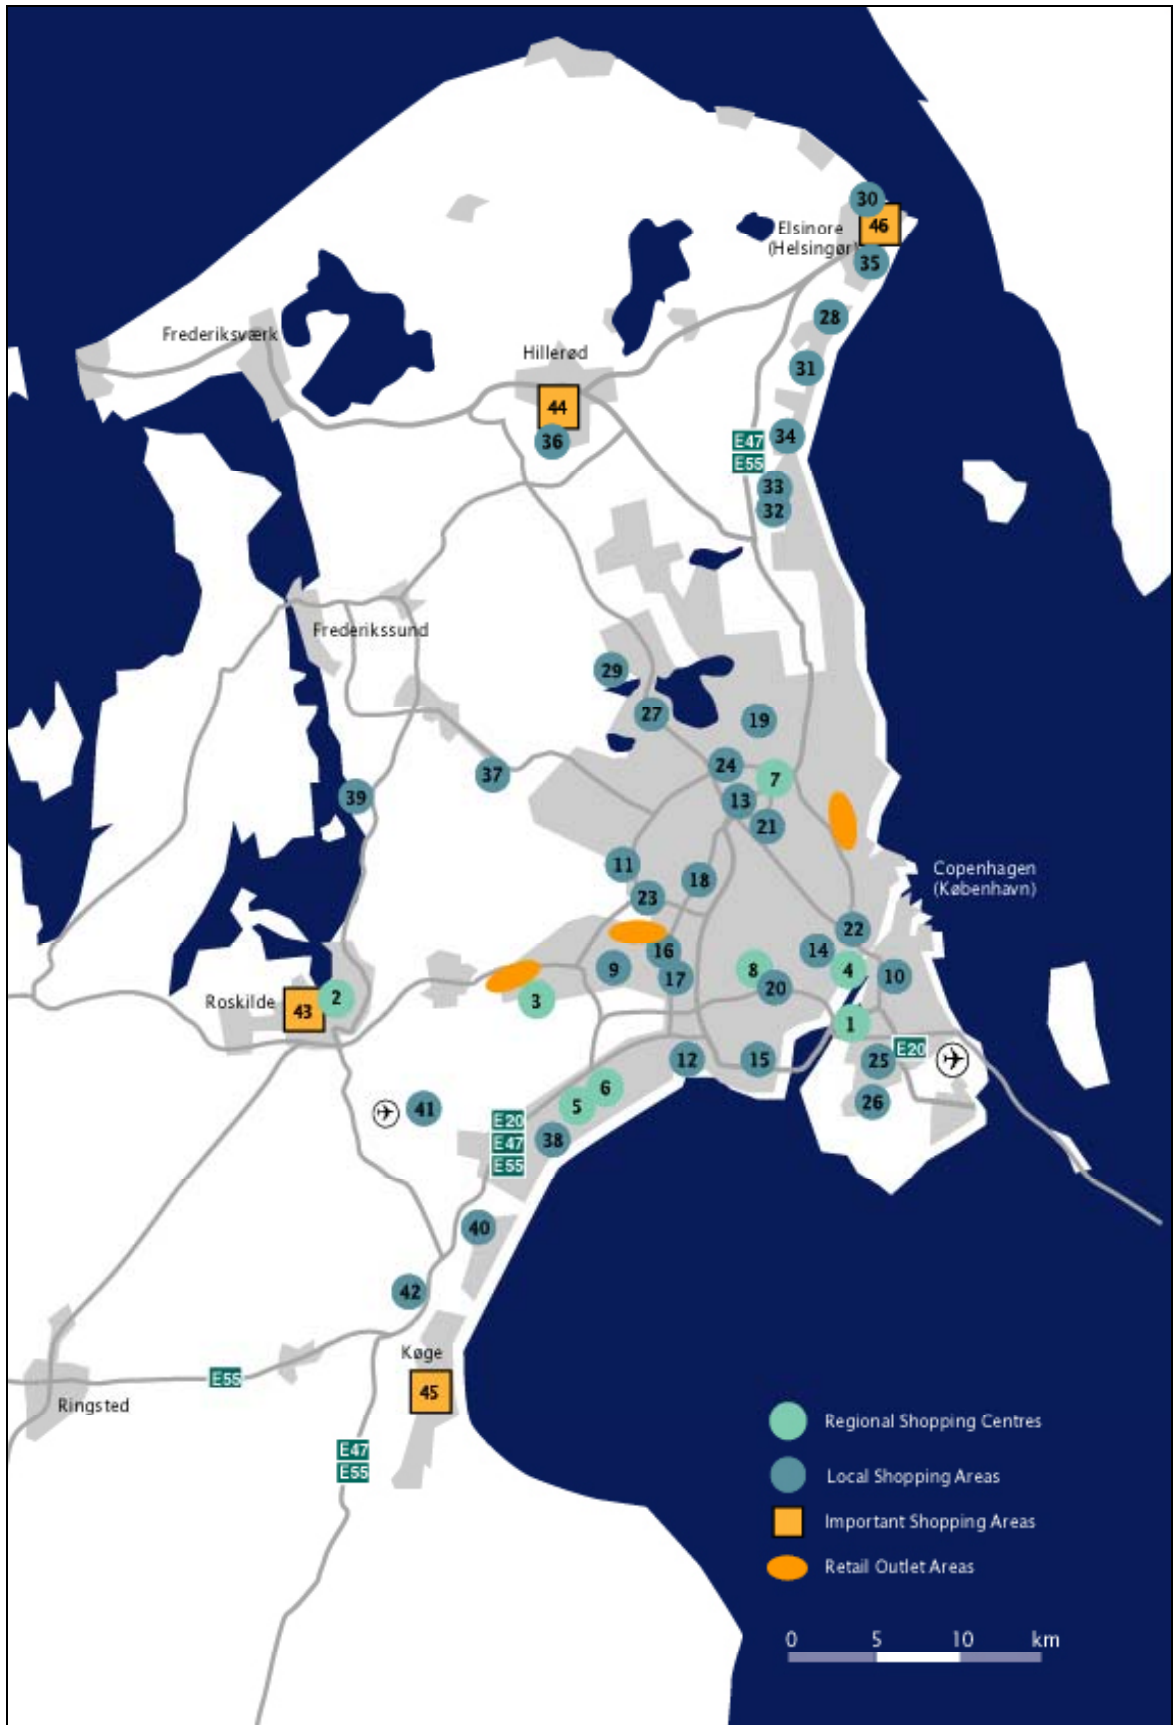 30
46
Elsinore
(Helsingør)
35
28
Frederiksværk
Hillerød
31
44
36
34
E47
E55
33
32
Frederikssund
29
27
19
24
7
37
39
13
21
11
18
Copenhagen
(København)
23
22
16
14
9
17
8
4
10
20
Roskilde
43
2
3
1
E20
12
15
25
26
6
5
41
E20
E47
E55
38
40
42
Køge
45
E55
Ringsted
E47
E55
Regional Shopping Centres
Local Shopping Areas
Important Shopping Areas
Retail Outlet Areas
0 5 10 km